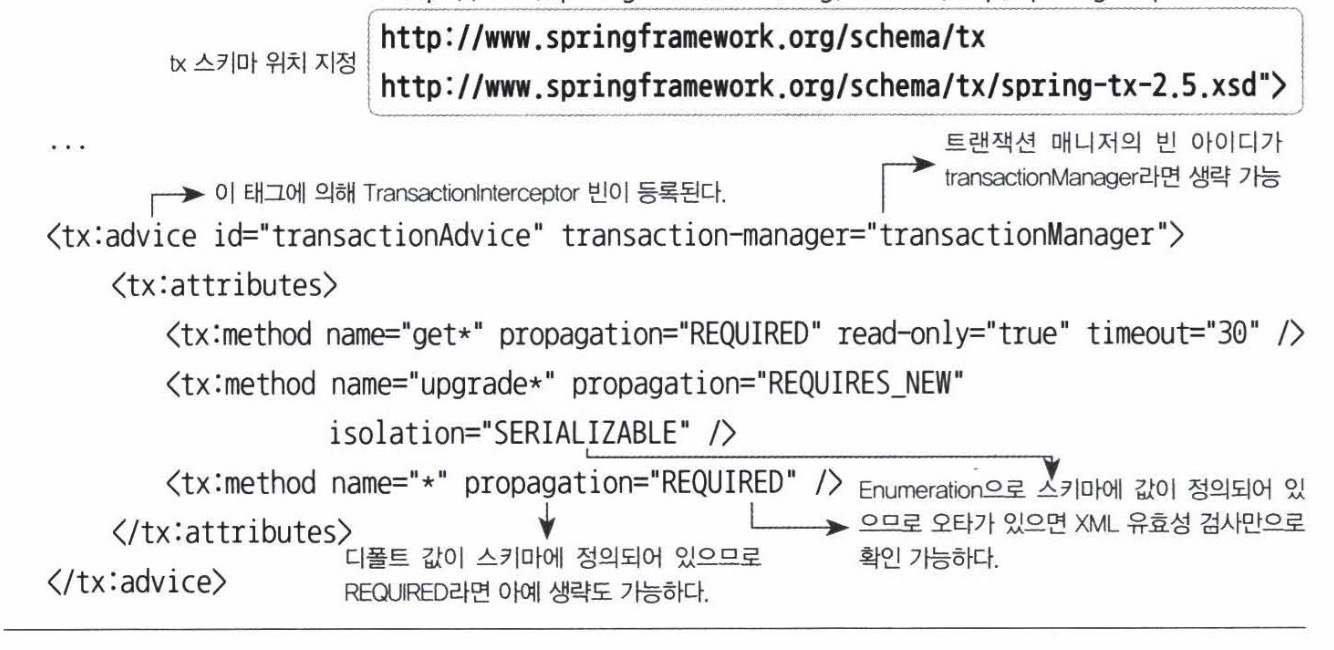 tx 스키마 위치 지정
http://www.springframework.org/schema/tx
http://www.springframework.org/schema/tx/spring-tx-2.5.xsd">
...
트랜잭션 매니저의 빈 아이디가
transactionManager라면 생략 가능
이 태그에 의해 TransactionInterceptor 빈이 등록된다.
<tx:advice id="transactionAdvice" transaction-manager="transactionManager">
<tx:attributes>
<tx:method name="get*" propagation="REQUIRED" read-only="true" timeout="30" />
<tx:method name="upgrade*" propagation="REQUIRES_NEW"
isolation="SERIALIZABLE" />
<tx:method name="*" propagation="REQUIRED" />
Enumeration으로 스키마에 값이 정의되어 있
으므로 오타가 있으면 XML 유효성 검사만으로
확인 가능하다.
</tx:attributes>
디폴트 값이 스키마에 정의되어 있으므로
REQUIRED라면 아예 생략도 가능하다.
</tx:advice>